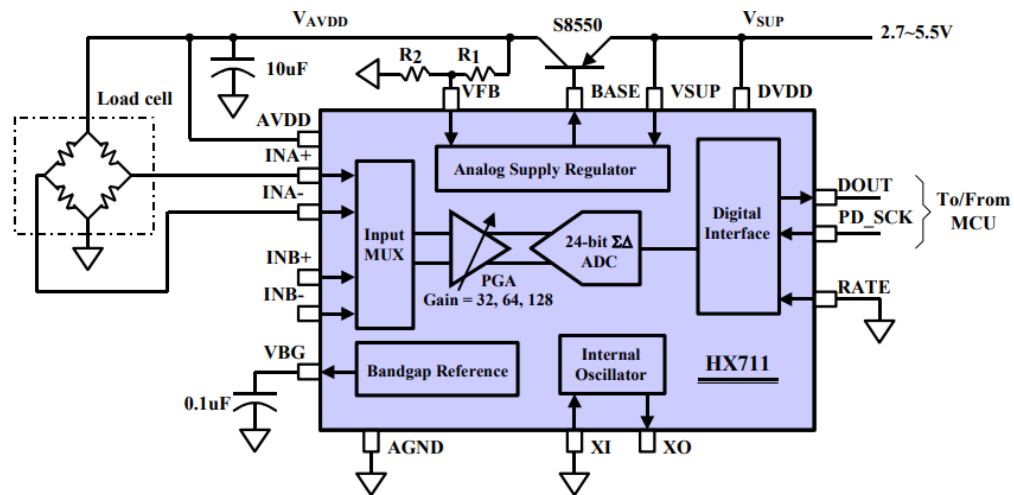 V_AVDD
S8550
V_SUP
2.7~5.5V
R₂
R₁
10uF
VFB
BASE
VSUP
DVDD
Load cell
AVDD
INA+
INA-
INB+
INB-
VBG
0.1uF
Analog Supply Regulator
Input
MUX
PGA
Gain = 32, 64, 128
24-bit ΣΔ
ADC
Digital
Interface
DOUT
PD_SCK
To/From
MCU
RATE
Bandgap Reference
Internal
Oscillator
HX711
AGND
XI
XO